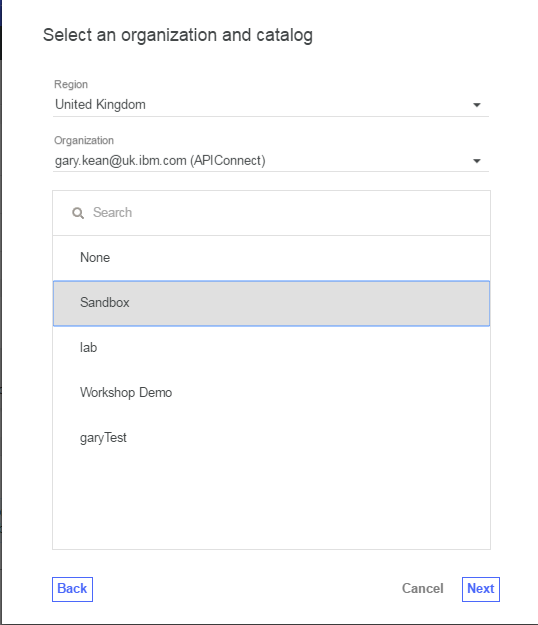 Select an organization and catalog
Region
United Kingdom
Organization
gary.kean@uk.ibm.com (APIConnect)
Search
None
Sandbox
lab
Workshop Demo
garyTest
Back Cancel Next